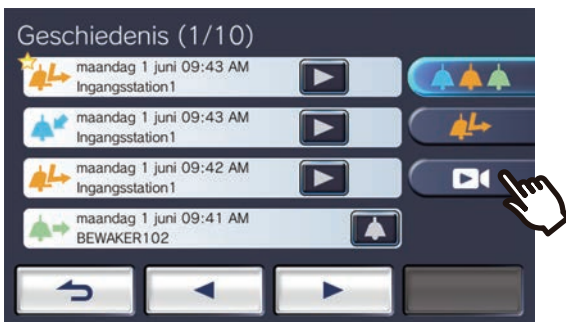 Geschiedenis (1/10)
maandag 1 juni 09:43 AM
Ingangsstation1
maandag 1 juni 09:43 AM
Ingangsstation1
maandag 1 juni 09:42 AM
Ingangsstation1
maandag 1 juni 09:41 AM
BEWAKER102